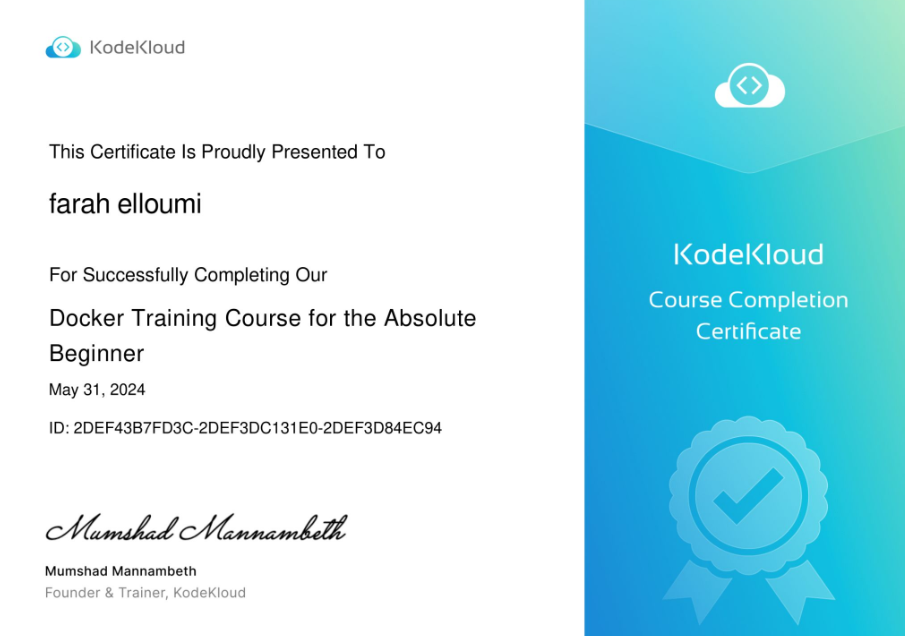 KodeKloud
This Certificate Is Proudly Presented To
farah elloumi
For Successfully Completing Our
Docker Training Course for the Absolute
Beginner
May 31, 2024
ID: 2DEF43B7FD3C-2DEF3DC131E0-2DEF3D84EC94
Mumshad Mannambeth
Mumshad Mannambeth
Founder & Trainer, KodeKloud
KodeKloud
Course Completion
Certificate